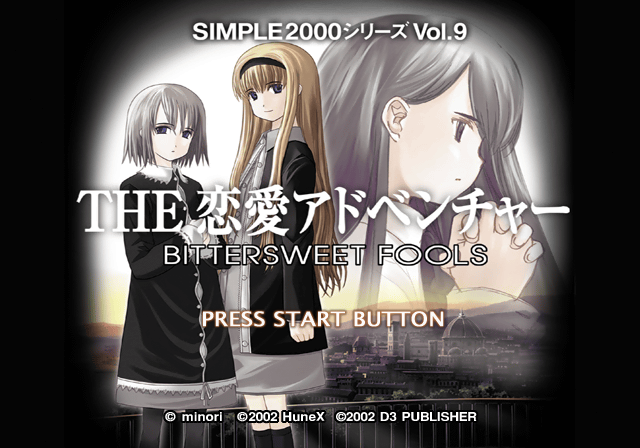 SIMPLE2000シリーズ Vol.9
THE 恋愛アドベンチャー
BITTERSWEET FOOLS
PRESS START BUTTON
© minori ©2002 HuneX ©2002 D3 PUBLISHER